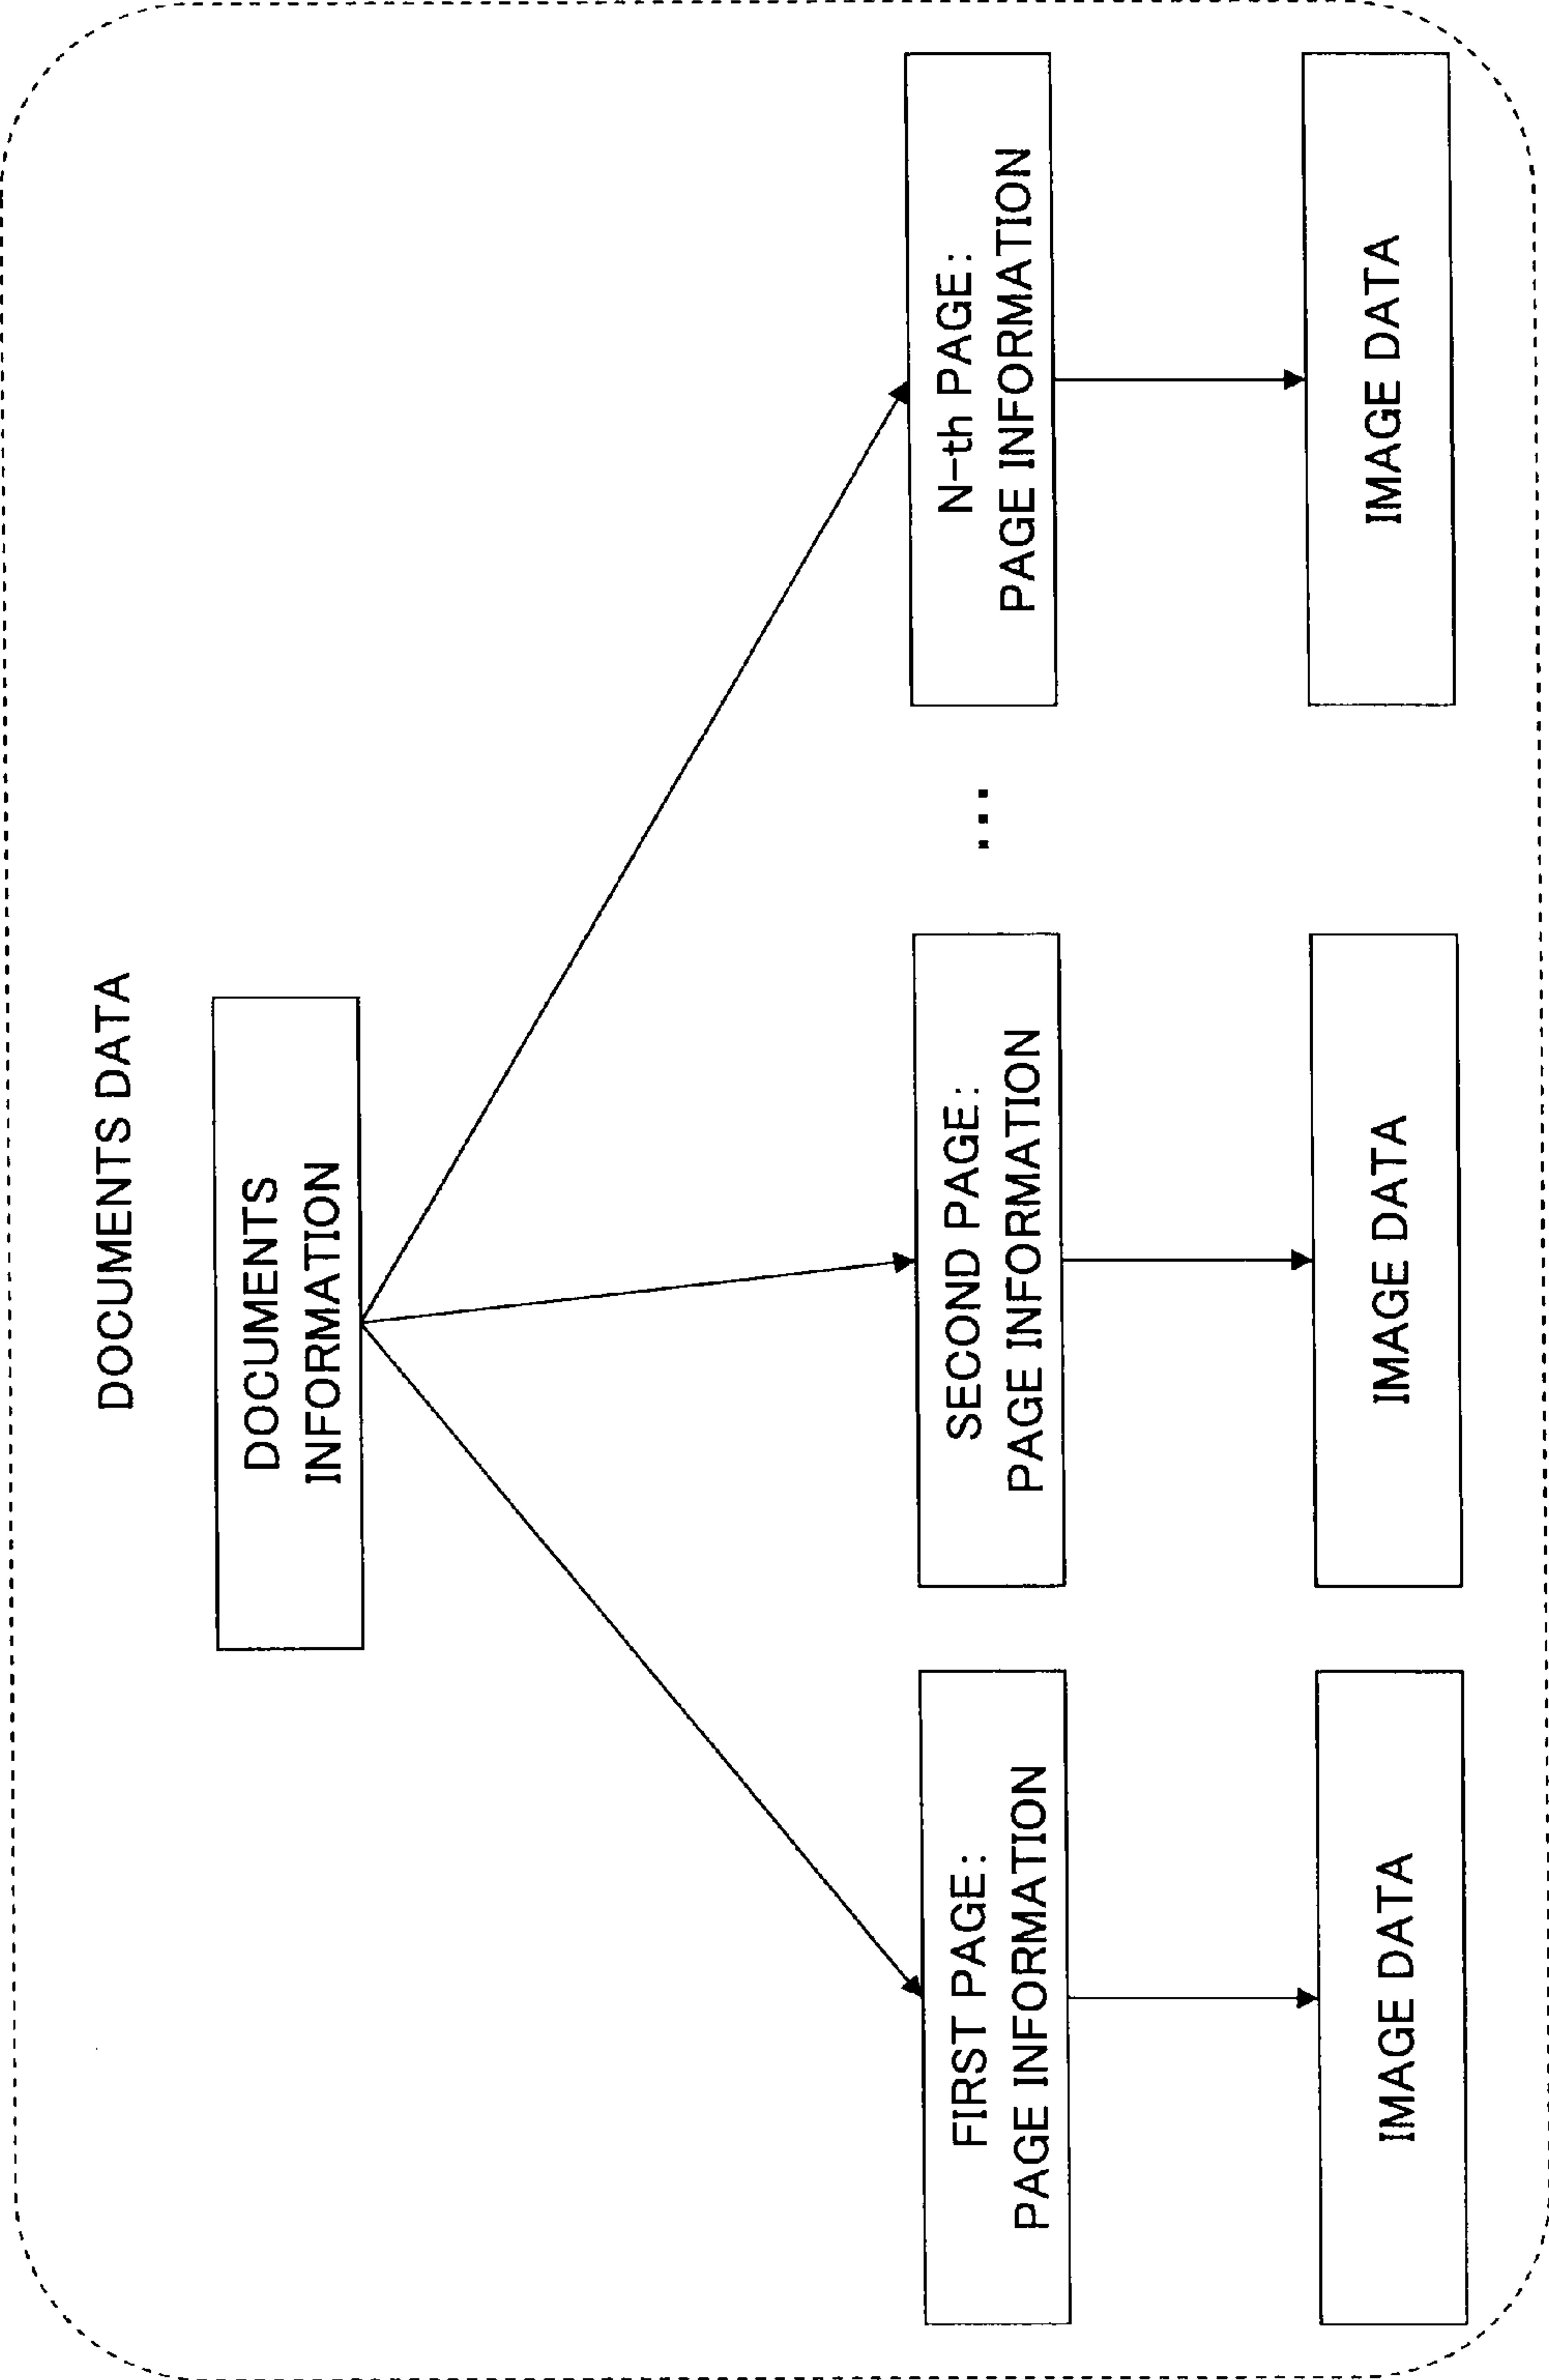 DOCUMENTS DATA
DOCUMENTS
INFORMATION
FIRST PAGE:
PAGE INFORMATION
SECOND PAGE:
PAGE INFORMATION
...
N-th PAGE:
PAGE INFORMATION
IMAGE DATA
IMAGE DATA
IMAGE DATA